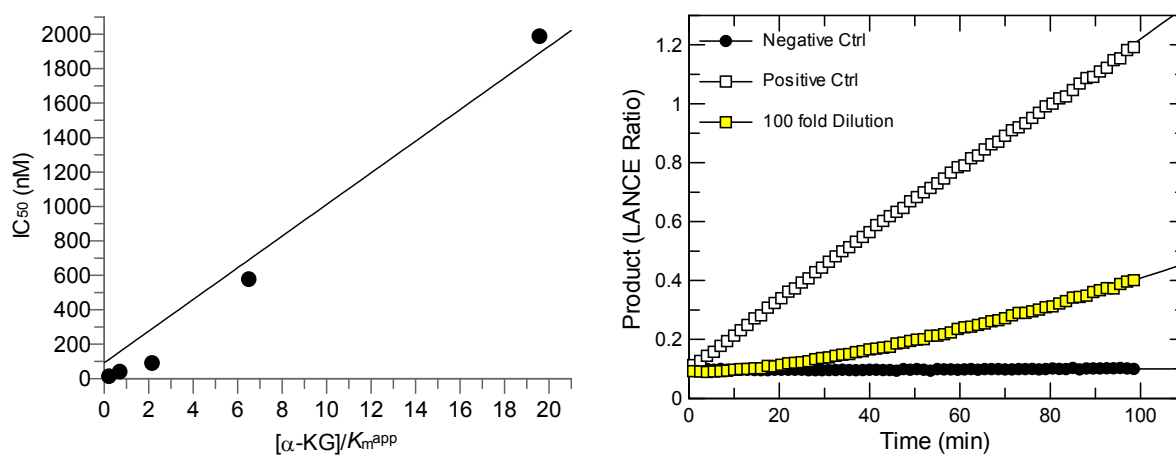 2000
1800
1600
1400
1200
1000
800
600
400
200
0
IC50 (nM)
0 2 4 6 8 10 12 14 16 18 20
[α-KG]/Kmapp
Negative Ctrl
Positive Ctrl
100 fold Dilution
1.2
1
0.8
0.6
0.4
0.2
0
Product (LANCE Ratio)
0 20 40 60 80 100
Time (min)